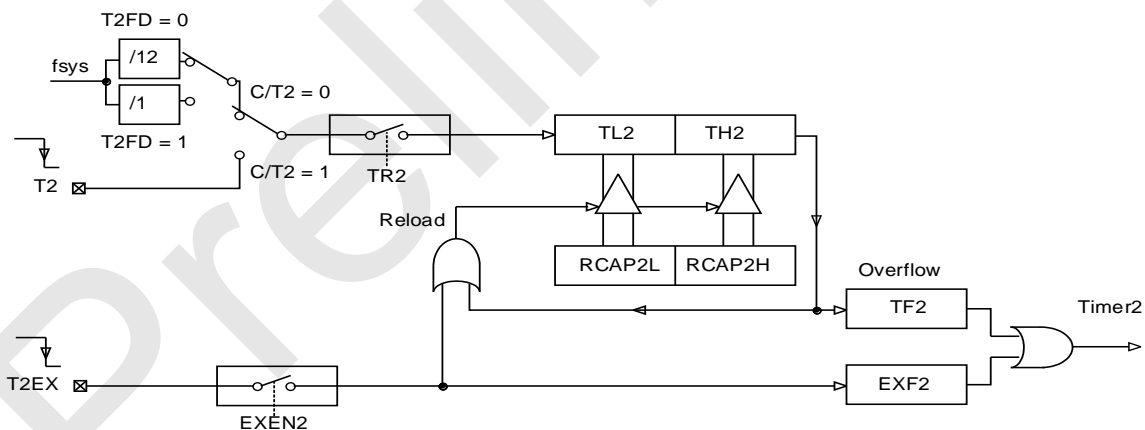 T2FD = 0
/12
fsys
C/T2 = 0
/1
T2FD = 1
TL2
TH2
C/T2 = 1
TR2
T2
Reload
RCAP2L
RCAP2H
Overflow
TF2
Timer2
T2EX
EXF2
EXEN2